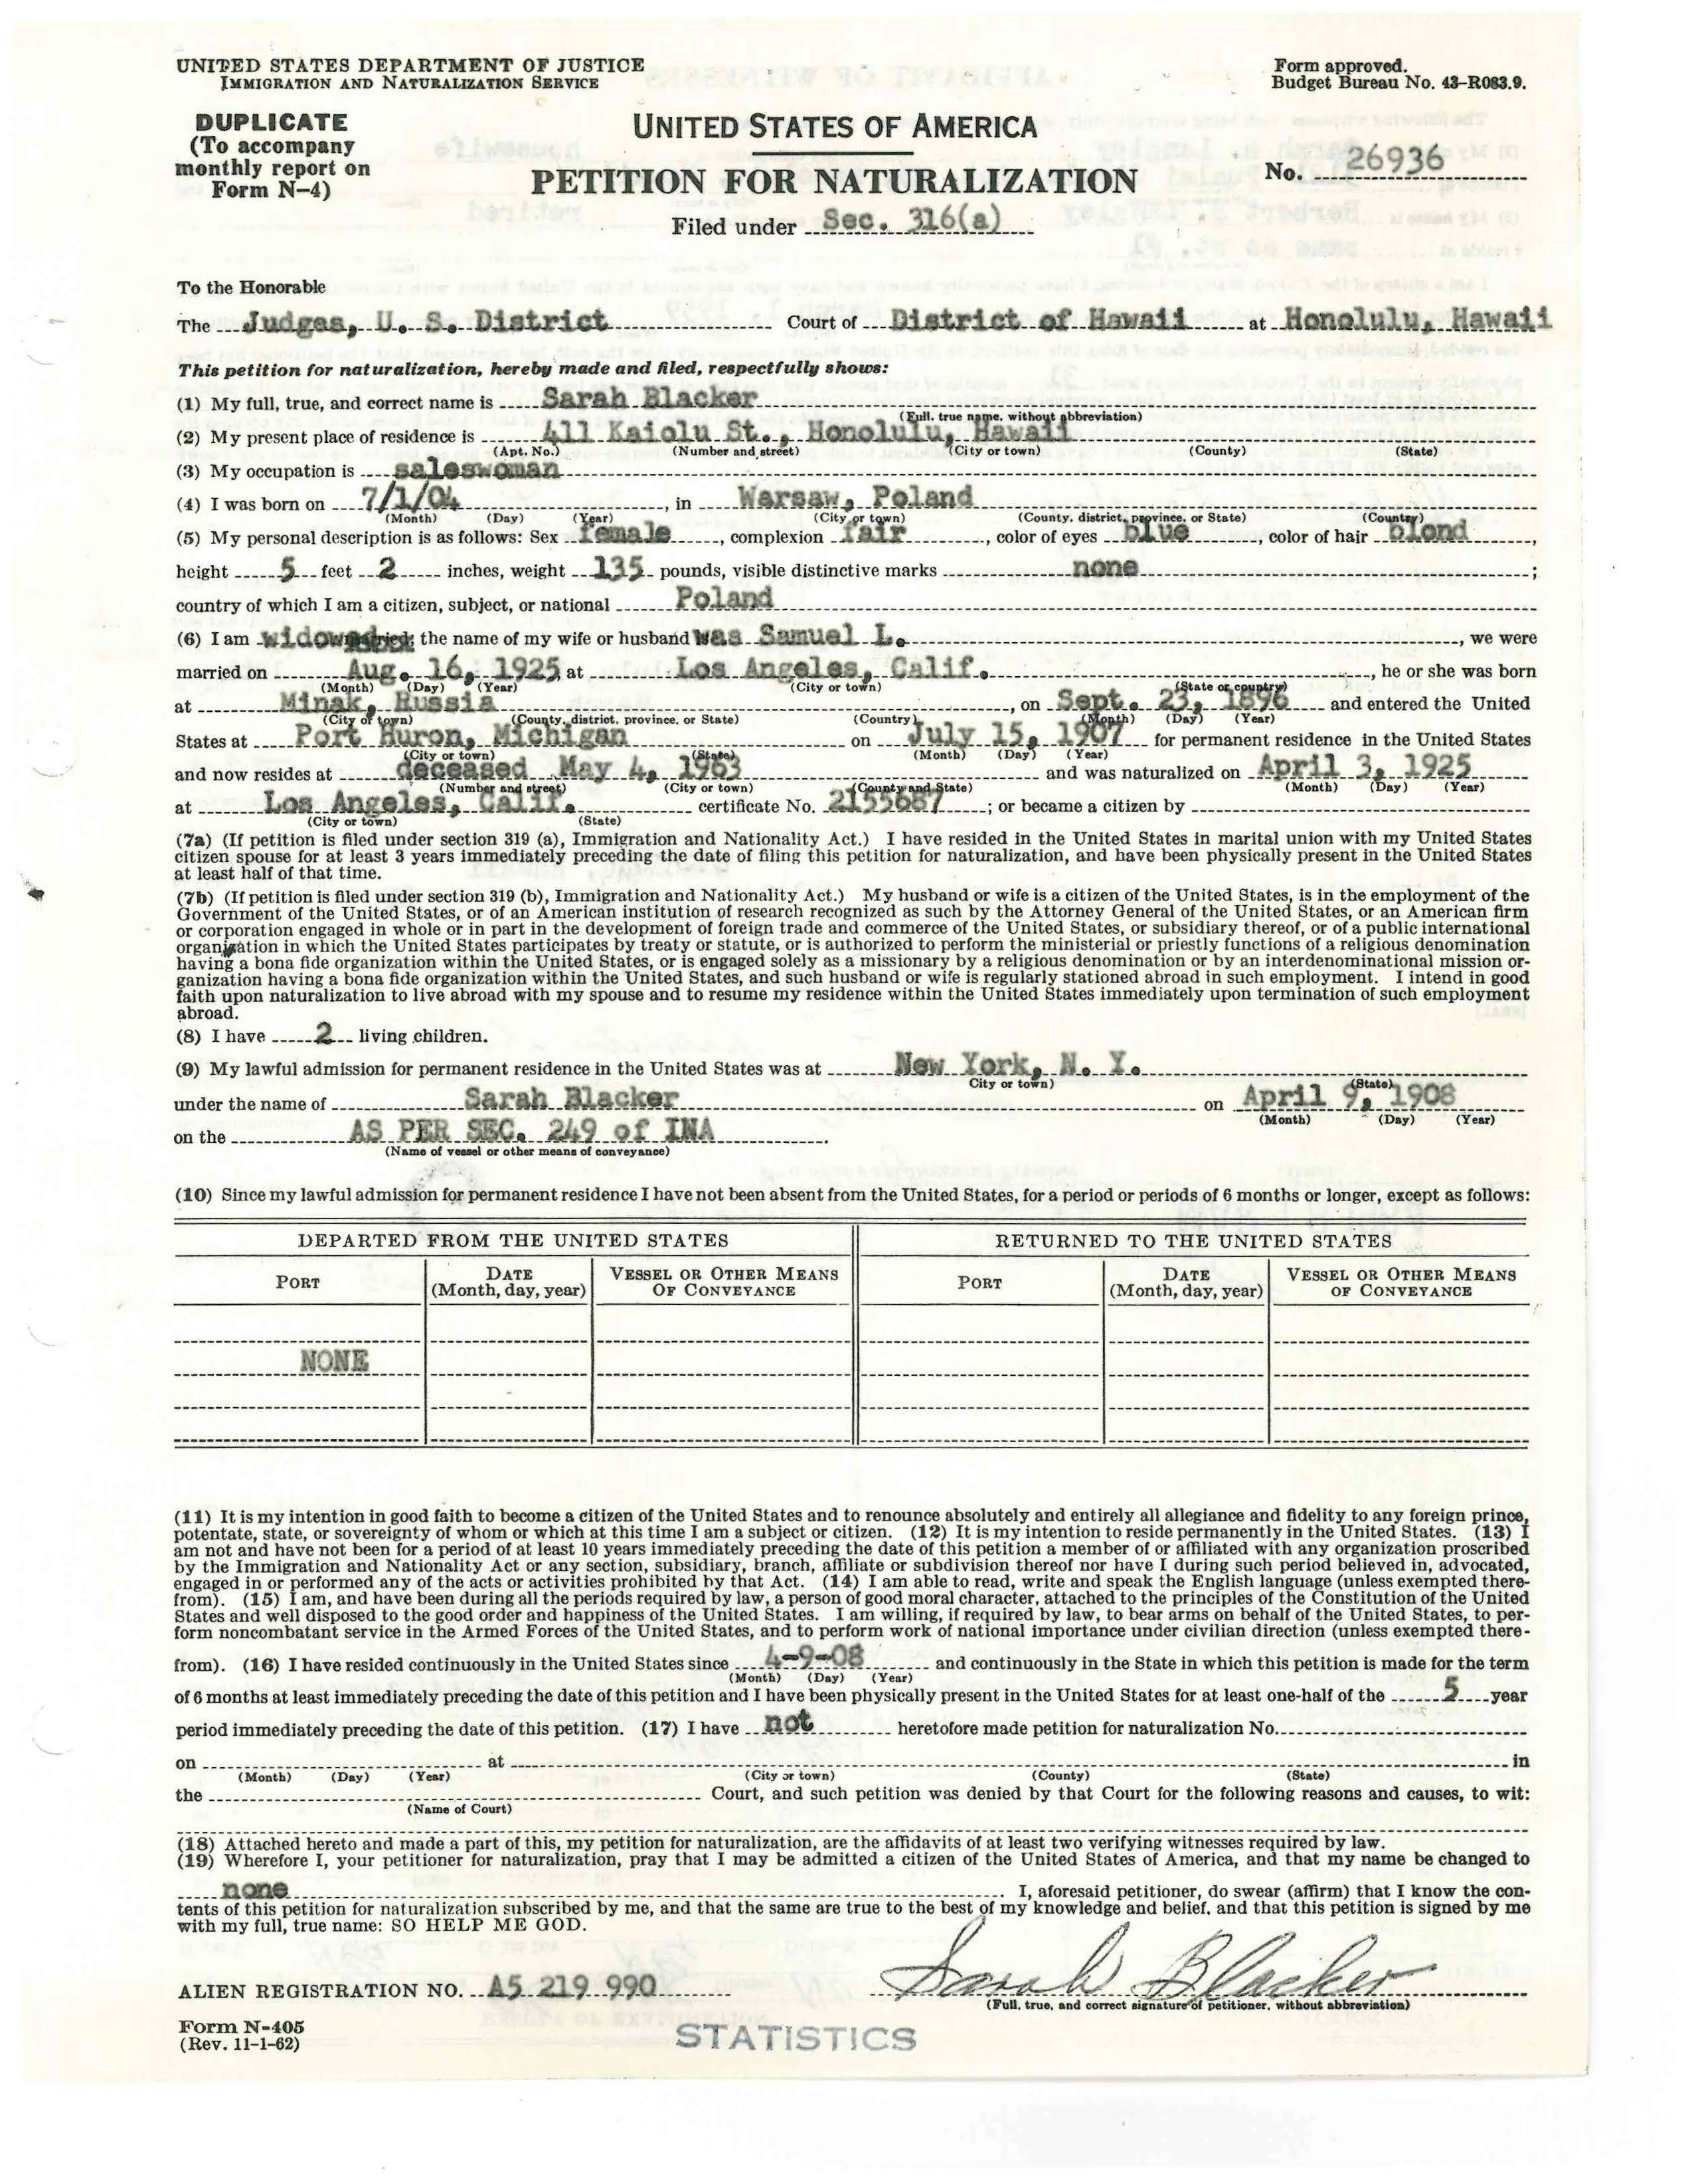 UNITED STATES DEPARTMENT OF JUSTICE
IMMIGRATION AND NATURALIZATION SERVICE
Form approved.
Budget Bureau No. 43-R083.9.
DUPLICATE
(To accompany
monthly report on
Form N-4)
UNITED STATES OF AMERICA
PETITION FOR NATURALIZATION
No. 26936
Filed under Sec. 316(a)
To the Honorable
The Judges, U. S. District Court of District of Hawaii at Honolulu, Hawaii
This petition for naturalization, hereby made and filed, respectfully shows:
(1) My full, true, and correct name is Sarah Blacker
(Full, true name, without abbreviation)
(2) My present place of residence is 411 Kaiolu St., Honolulu, Hawaii
(Apt. No.) (Number and street) (City or town) (County) (State)
(3) My occupation is saleswoman
(4) I was born on 7/1/04, in Warsaw, Poland
(Month) (Day) (Year) (City or town) (County, district, province, or State) (Country)
(5) My personal description is as follows: Sex female, complexion fair, color of eyes blue, color of hair blond,
height 5 feet 2 inches, weight 135 pounds, visible distinctive marks none;
country of which I am a citizen, subject, or national Poland
(6) I am widow; the name of my wife or husband was Samuel L., we were
married on Aug. 16, 1925, at Los Angeles, Calif., he or she was born
(Month) (Day) (Year) (City or town) (State or country)
at Minsk, Russia, on Sept. 23, 1896 and entered the United
(City or town) (County, district, province, or State) (Country) (Month) (Day) (Year)
States at Port Huron, Michigan on July 15, 1907 for permanent residence in the United States
(City or town) (State) (Month) (Day) (Year)
and now resides at deceased May 4, 1963 and was naturalized on April 3, 1925
(Number and street) (City or town) (County and State) (Month) (Day) (Year)
at Los Angeles, Calif. certificate No. 2155687; or became a citizen by
(City or town) (State)
(7a) (If petition is filed under section 319 (a), Immigration and Nationality Act.) I have resided in the United States in marital union with my United States
citizen spouse for at least 3 years immediately preceding the date of filing this petition for naturalization, and have been physically present in the United States
at least half of that time.
(7b) (If petition is filed under section 319 (b), Immigration and Nationality Act.) My husband or wife is a citizen of the United States, is in the employment of the
Government of the United States, or of an American institution of research recognized as such by the Attorney General of the United States, or an American firm
or corporation engaged in whole or in part in the development of foreign trade and commerce of the United States, or subsidiary thereof, or of a public international
organization in which the United States participates by treaty or statute, or is authorized to perform the ministerial or priestly functions of a religious denomination
having a bona fide organization within the United States, or is engaged solely as a missionary by a religious denomination or by an interdenominational mission or-
ganization having a bona fide organization within the United States, and such husband or wife is regularly stationed abroad in such employment. I intend in good
faith upon naturalization to live abroad with my spouse and to resume my residence within the United States immediately upon termination of such employment
abroad.
(8) I have 2 living children.
(9) My lawful admission for permanent residence in the United States was at New York, N. Y.
City or town) (State)
under the name of Sarah Blacker on April 9, 1908
(Month) (Day) (Year)
on the AS PER SEC. 249 of INA.
(Name of vessel or other means of conveyance)
(10) Since my lawful admission for permanent residence I have not been absent from the United States, for a period or periods of 6 months or longer, except as follows:
DEPARTED FROM THE UNITED STATES RETURNED TO THE UNITED STATES
PORT DATE (Month, day, year) VESSEL OR OTHER MEANS OF CONVEYANCE PORT DATE (Month, day, year) VESSEL OR OTHER MEANS OF CONVEYANCE
NONE
(11) It is my intention in good faith to become a citizen of the United States and to renounce absolutely and entirely all allegiance and fidelity to any foreign prince,
potentate, state, or sovereignty of whom or which at this time I am a subject or citizen. (12) It is my intention to reside permanently in the United States. (13) I
am not and have not been for a period of at least 10 years immediately preceding the date of this petition a member of or affiliated with any organization proscribed
by the Immigration and Nationality Act or any section, subsidiary, branch, affiliate or subdivision thereof nor have I during such period believed in, advocated,
engaged in or performed any of the acts or activities prohibited by that Act. (14) I am able to read, write and speak the English language (unless exempted there-
from). (15) I am, and have been during all the periods required by law, a person of good moral character, attached to the principles of the Constitution of the United
States and well disposed to the good order and happiness of the United States. I am willing, if required by law, to bear arms on behalf of the United States, to per-
form noncombatant service in the Armed Forces of the United States, and to perform work of national importance under civilian direction (unless exempted there-
from). (16) I have resided continuously in the United States since 4-9-08 and continuously in the State in which this petition is made for the term
(Month) (Day) (Year)
of 6 months at least immediately preceding the date of this petition and I have been physically present in the United States for at least one-half of the 5 year
period immediately preceding the date of this petition. (17) I have not heretofore made petition for naturalization No.
on at in
(Month) (Day) (Year) (City or town) (County) (State)
the Court, and such petition was denied by that Court for the following reasons and causes, to wit:
(Name of Court)
(18) Attached hereto and made a part of this, my petition for naturalization, are the affidavits of at least two verifying witnesses required by law.
(19) Wherefore I, your petitioner for naturalization, pray that I may be admitted a citizen of the United States of America, and that my name be changed to
none. I, aforesaid petitioner, do swear (affirm) that I know the con-
tents of this petition for naturalization subscribed by me, and that the same are true to the best of my knowledge and belief, and that this petition is signed by me
with my full, true name: SO HELP ME GOD.
ALIEN REGISTRATION NO. A5 219 990
Sarah Blacker
(Full, true, and correct signature of petitioner, without abbreviation)
Form N-405
(Rev. 11-1-62)
STATISTICS